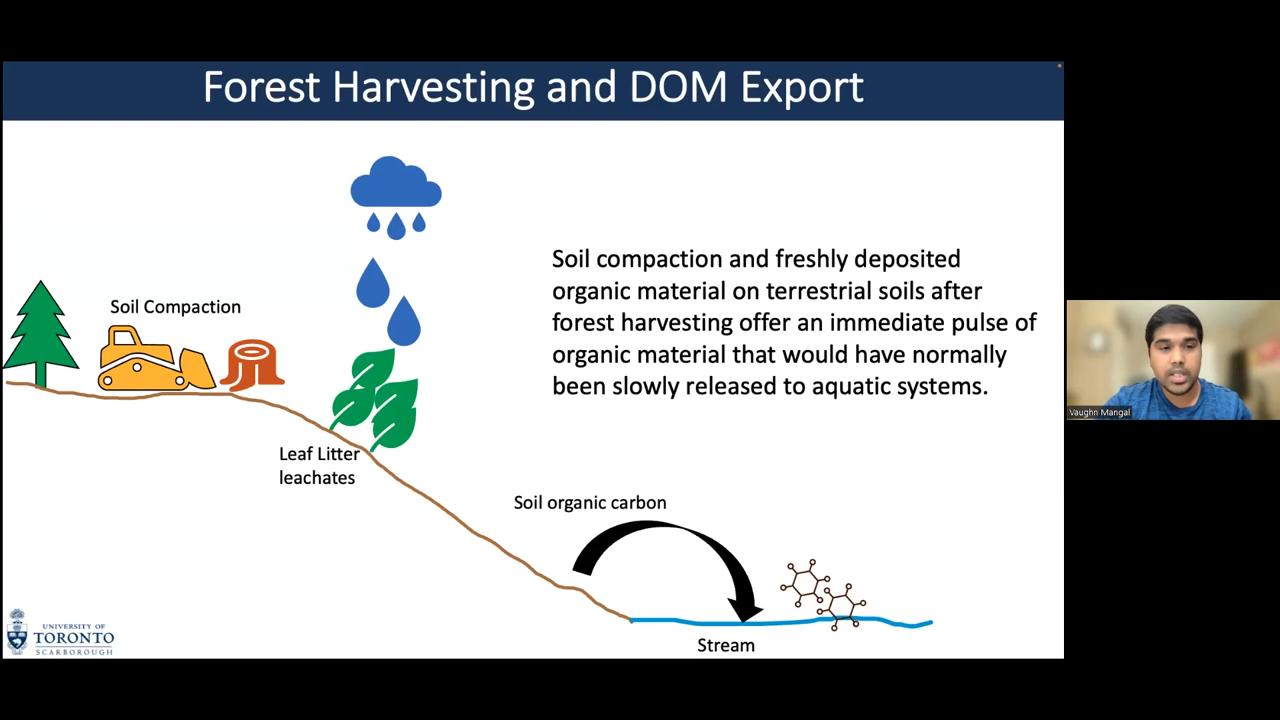 Forest Harvesting and DOM Export
Soil Compaction
Soil compaction and freshly deposited
organic material on terrestrial soils after
forest harvesting offer an immediate pulse of
organic material that would have normally
been slowly released to aquatic systems.
Leaf Litter
leachates
Soil organic carbon
Stream
UNIVERSITY OF
TORONTO
SCARBOROUGH
Vaughn Mangal